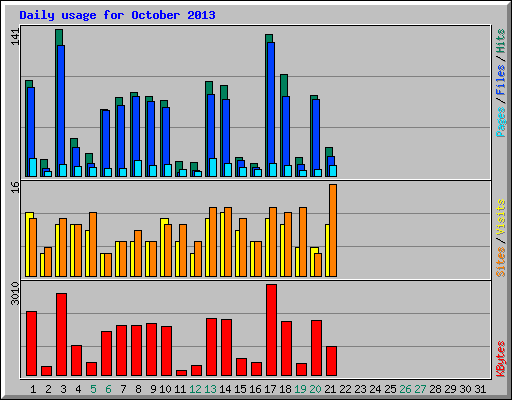 Daily usage for October 2013
141
16
3010
Pages/Files/Hits
Sites/Visits
KBytes
1 2 3 4 5 6 7 8 9 10 11 12 13 14 15 16 17 18 19 20 21 22 23 24 25 26 27 28 29 30 31